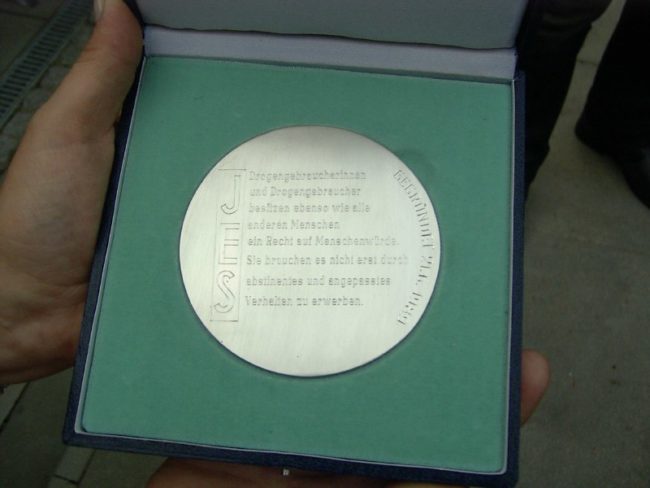 JES
Drogengebraucherinnen
und Drogengebraucher
besitzen ebenso wie alle
anderen Menschen
ein Recht auf Menschenwürde.
Sie brauchen es nicht erst durch
abstinentes und angepasstes
Verhalten zu erwerben.
GEGRÜNDET